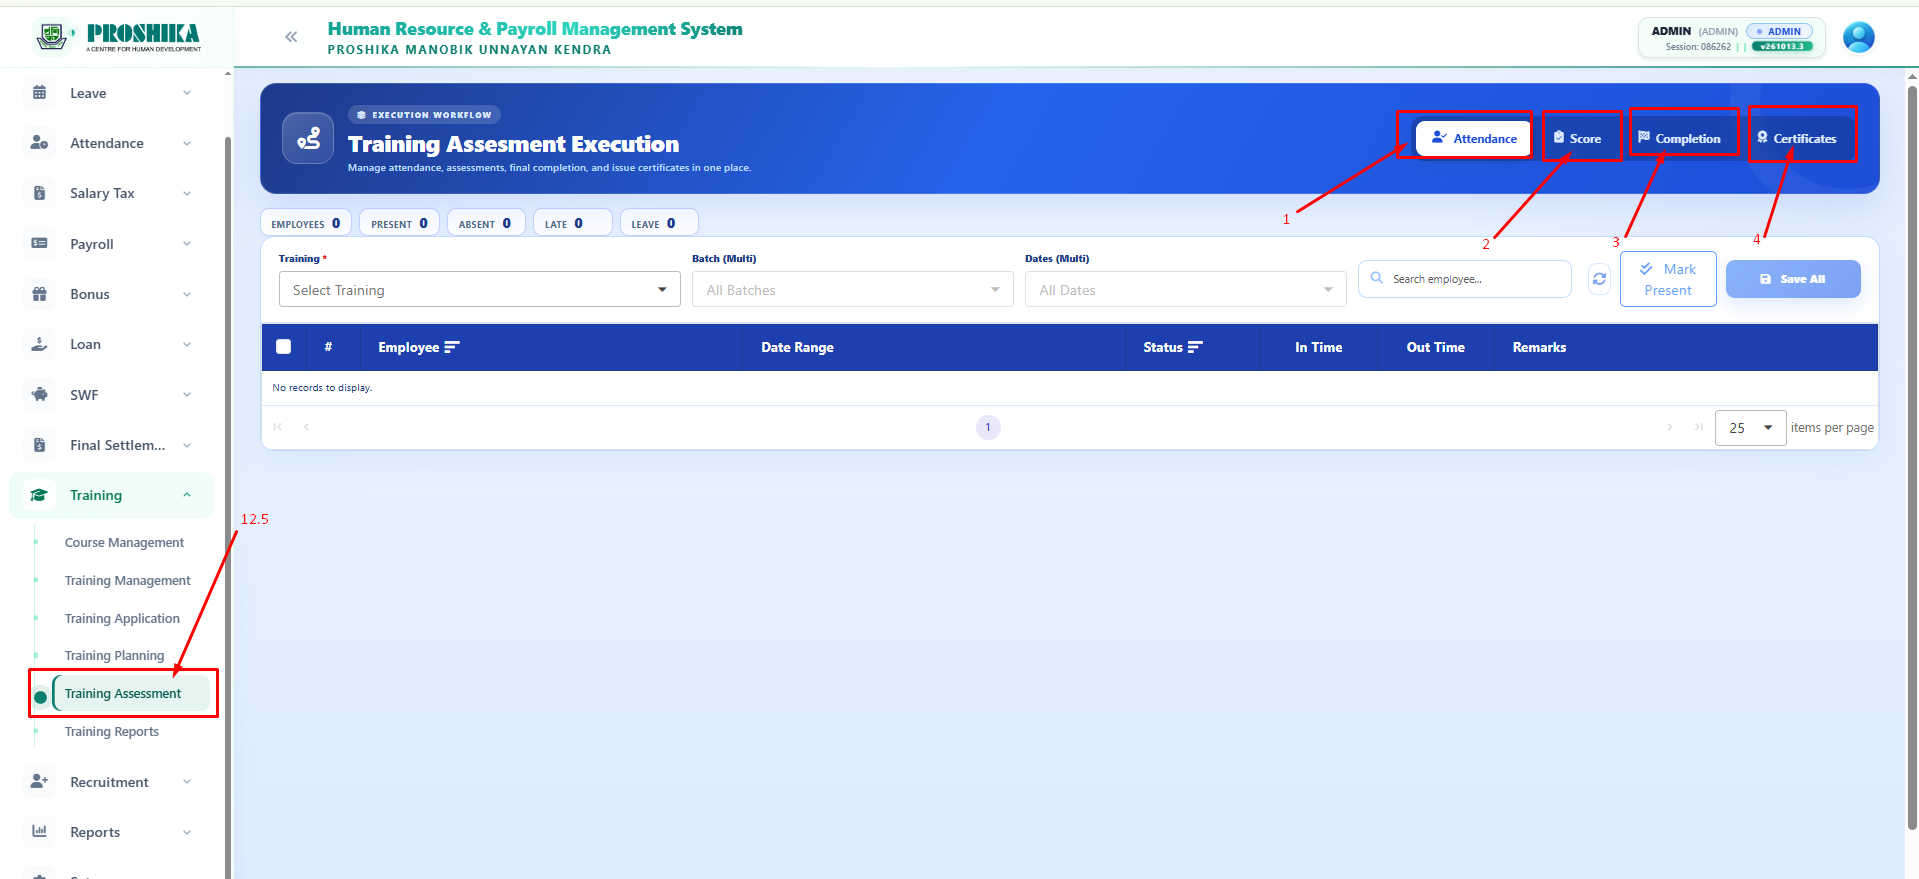 PROSHIKA
A CENTRE FOR HUMAN DEVELOPMENT
Human Resource & Payroll Management System
PROSHIKA MANOBIK UNNAYAN KENDRA
ADMIN (ADMIN) ADMIN
Session: 086262 | | v261013.3
Leave
Attendance
Salary Tax
Payroll
Bonus
Loan
SWF
Final Settlem...
Training
Course Management
Training Management
Training Application
Training Planning
Training Assessment
Training Reports
Recruitment
Reports
12.5
EXECUTION WORKFLOW
Training Assesment Execution
Manage attendance, assessments, final completion, and issue certificates in one place.
Attendance
Score
Completion
Certificates
1
2
3
4
EMPLOYEES 0
PRESENT 0
ABSENT 0
LATE 0
LEAVE 0
Training *
Batch (Multi)
Dates (Multi)
Select Training
All Batches
All Dates
Search employee...
Mark Present
Save All
# Employee Date Range Status In Time Out Time Remarks
No records to display.
1
25 items per page